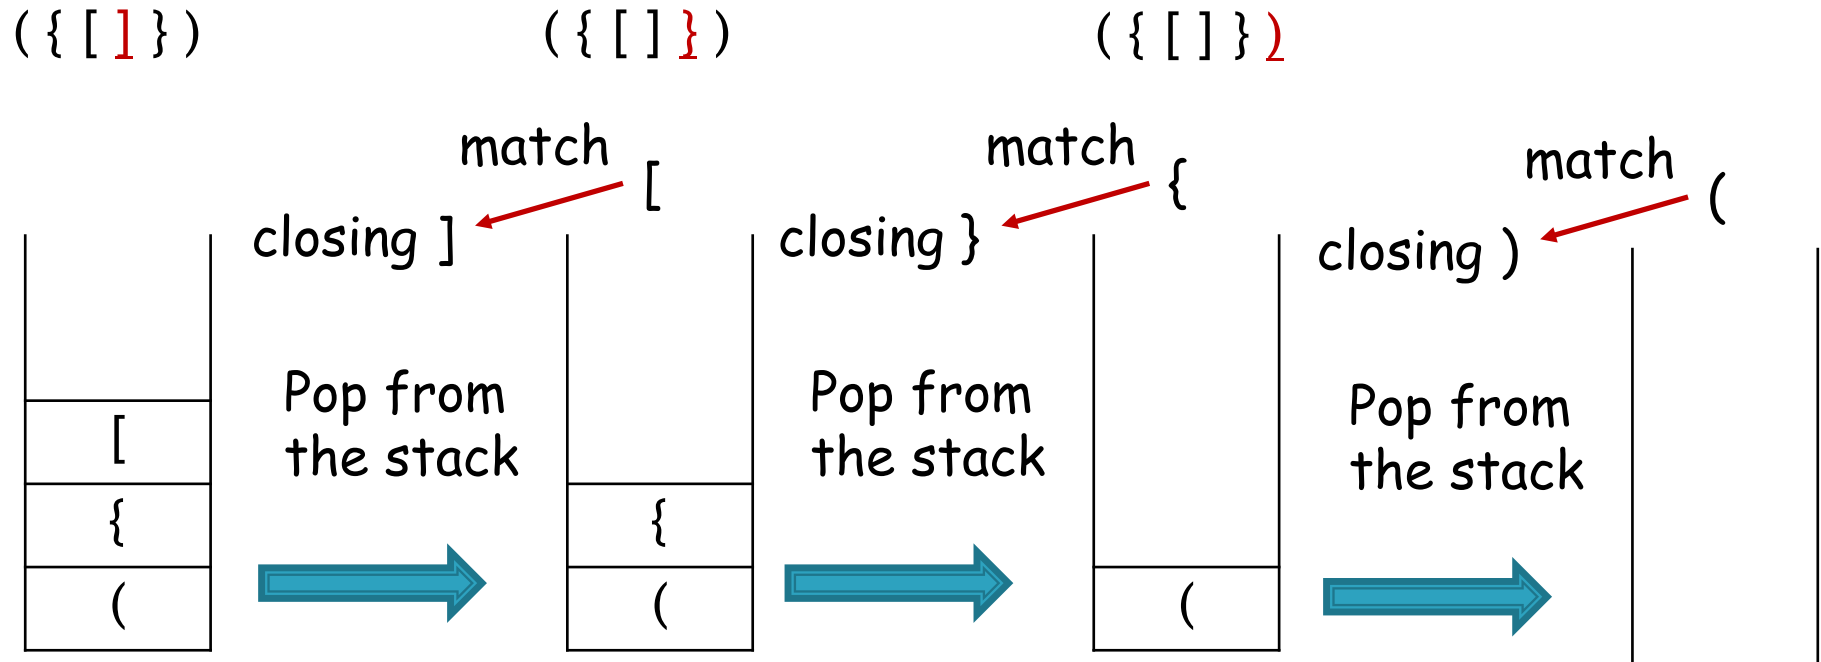 ( { [ ] } )
( { [ ] } )
( { [ ] } )
match
[
closing ]
match
{
closing }
match
(
closing )
Pop from
the stack
Pop from
the stack
Pop from
the stack
[
{
(
{
(
(